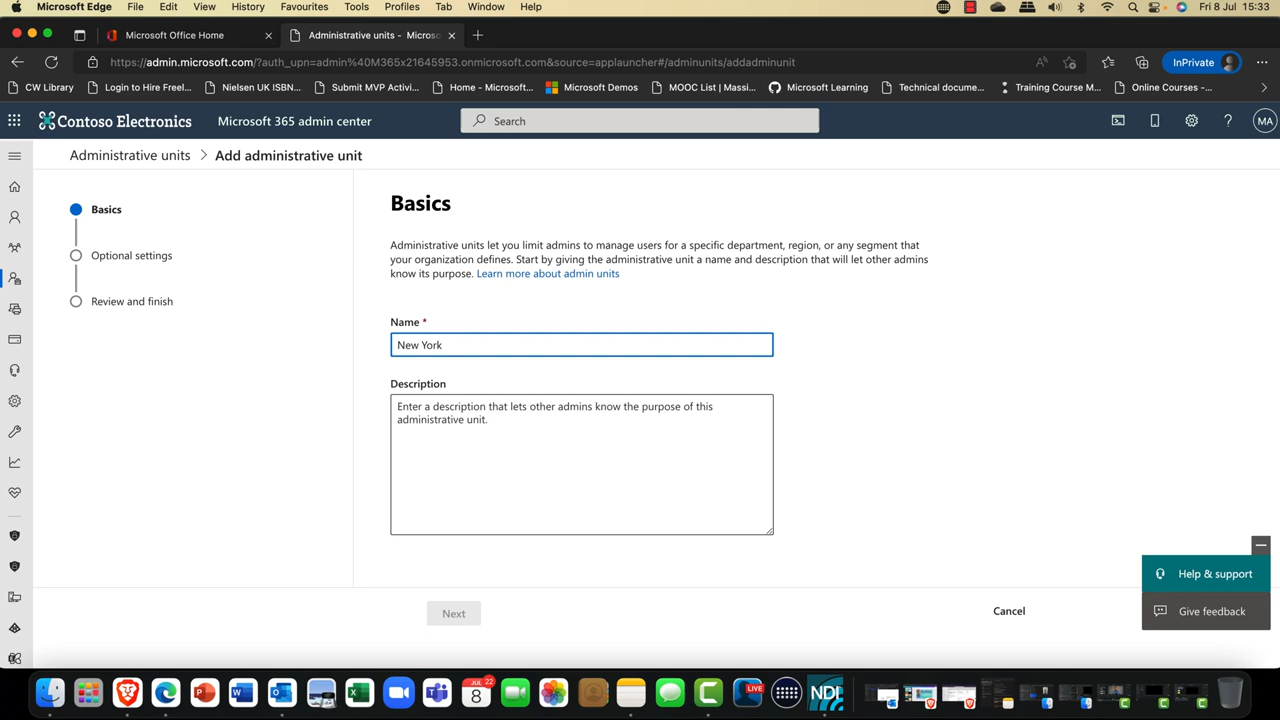 Microsoft Edge File Edit View History Favourites Tools Profiles Tab Window Help Fri 8 Jul 15:33
Microsoft Office Home
Administrative units - Micros
https://admin.microsoft.com/?auth_upn=admin%40M365x21645953.onmicrosoft.com&source=applauncher#/adminunits/addadminunit
InPrivate
CW Library Login to Hire Freel... Nielsen UK ISBN... Submit MVP Activi... Home - Microsoft... Microsoft Demos MOOC List | Massi... Microsoft Learning Technical docume... Training Course M... Online Courses -...
Contoso Electronics Microsoft 365 admin center Search MA
Administrative units > Add administrative unit
Basics
Optional settings
Review and finish
Basics
Administrative units let you limit admins to manage users for a specific department, region, or any segment that
your organization defines. Start by giving the administrative unit a name and description that will let other admins
know its purpose. Learn more about admin units
Name *
New York
Description
Enter a description that lets other admins know the purpose of this
administrative unit.
Next
Cancel
Help & support
Give feedback
JUL
8
22
LIVE
NDI